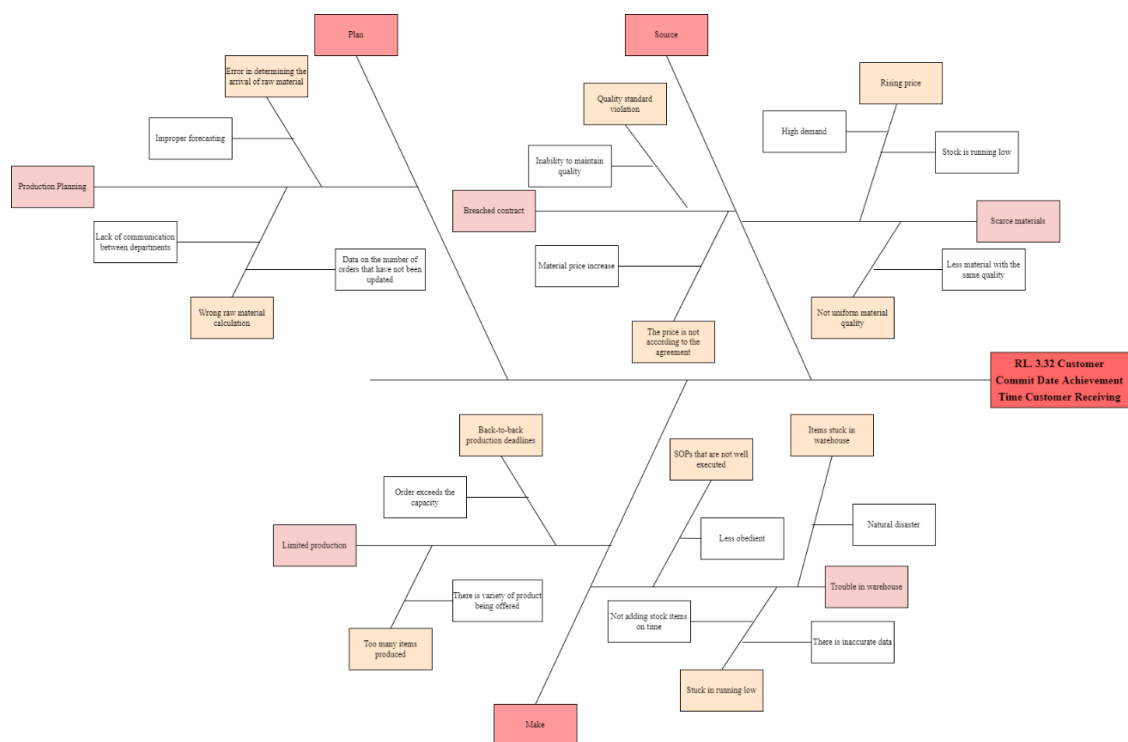 Plan
Source
Error in determining the
arrival of raw material
Rising price
Quality standard
violation
Improper forecasting
High demand
Stock is running low
Inability to maintain
quality
Production Planning
Breached contract
Scarce materials
Lack of communication
between departments
Data on the number of
orders that have not been
updated
Material price increase
Less material with the
same quality
Wrong raw material
calculation
The price is not
according to the
agreement
Not uniform material
quality
RL. 3.32 Customer
Commit Date Achievement
Time Customer Receiving
Back-to-back
production deadlines
SOPs that are not well
executed
Items stuck in
warehouse
Order exceeds the
capacity
Less obedient
Natural disaster
Limited production
Trouble in warehouse
There is variety of product
being offered
Not adding stock items
on time
There is inaccurate data
Too many items
produced
Stuck in running low
Make